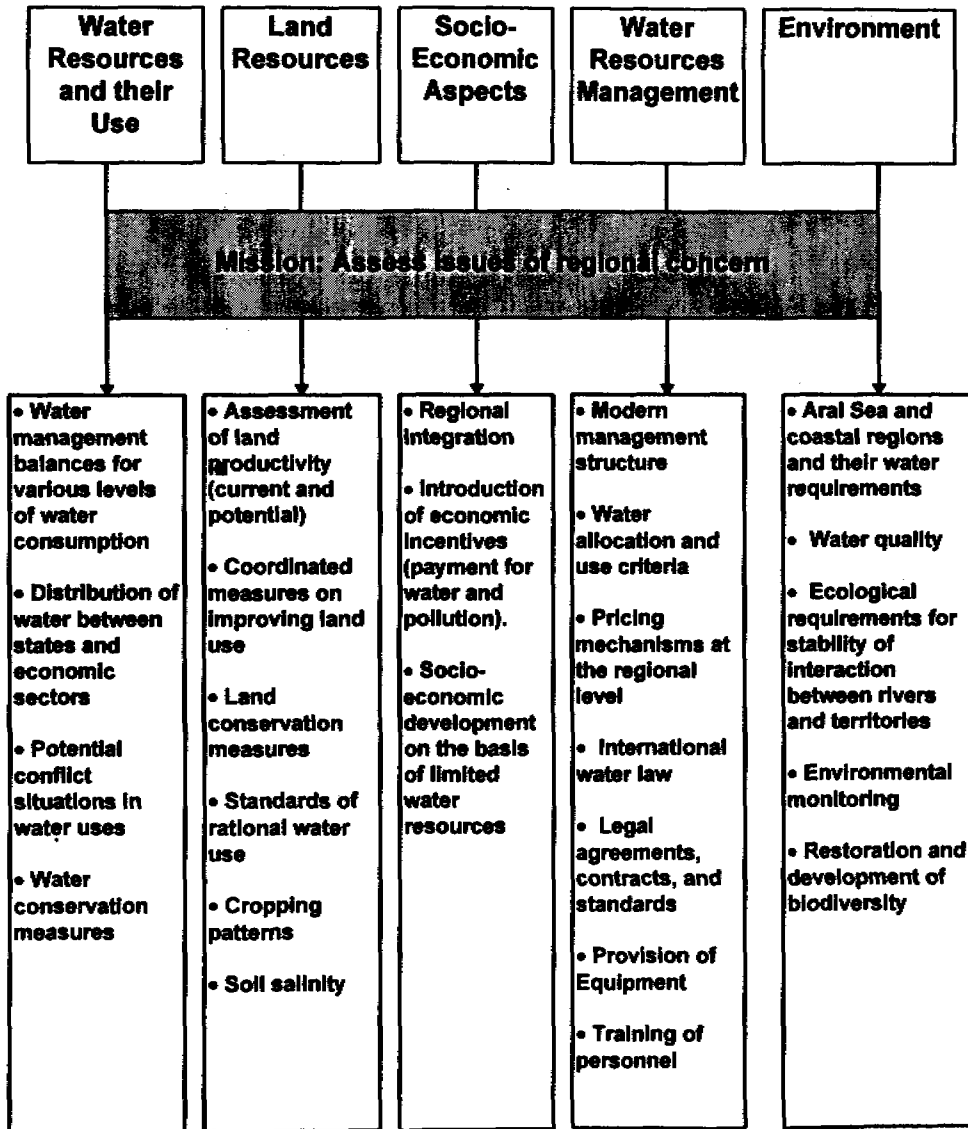 Water
Resources
and their
Use
Land
Resources
Socio-
Economic
Aspects
Water
Resources
Management
Environment
Mission: Assess issues of regional concern
• Water
management
balances for
various levels
of water
consumption
• Distribution of
water between
states and
economic
sectors
• Potential
conflict
situations in
water uses
• Water
conservation
measures
• Assessment
of land
productivity
(current and
potential)
• Coordinated
measures on
improving land
use
• Land
conservation
measures
• Standards of
rational water
use
• Cropping
patterns
• Soil salinity
• Regional
integration
• Introduction
of economic
incentives
(payment for
water and
pollution).
• Socio-
economic
development
on the basis
of limited
water
resources
• Modern
management
structure
• Water
allocation and
use criteria
• Pricing
mechanisms at
the regional
level
• International
water law
• Legal
agreements,
contracts, and
standards
• Provision of
Equipment
• Training of
personnel
• Aral Sea and
coastal regions
and their water
requirements
• Water quality
• Ecological
requirements for
stability of
interaction
between rivers
and territories
• Environmental
monitoring
• Restoration and
development of
biodiversity